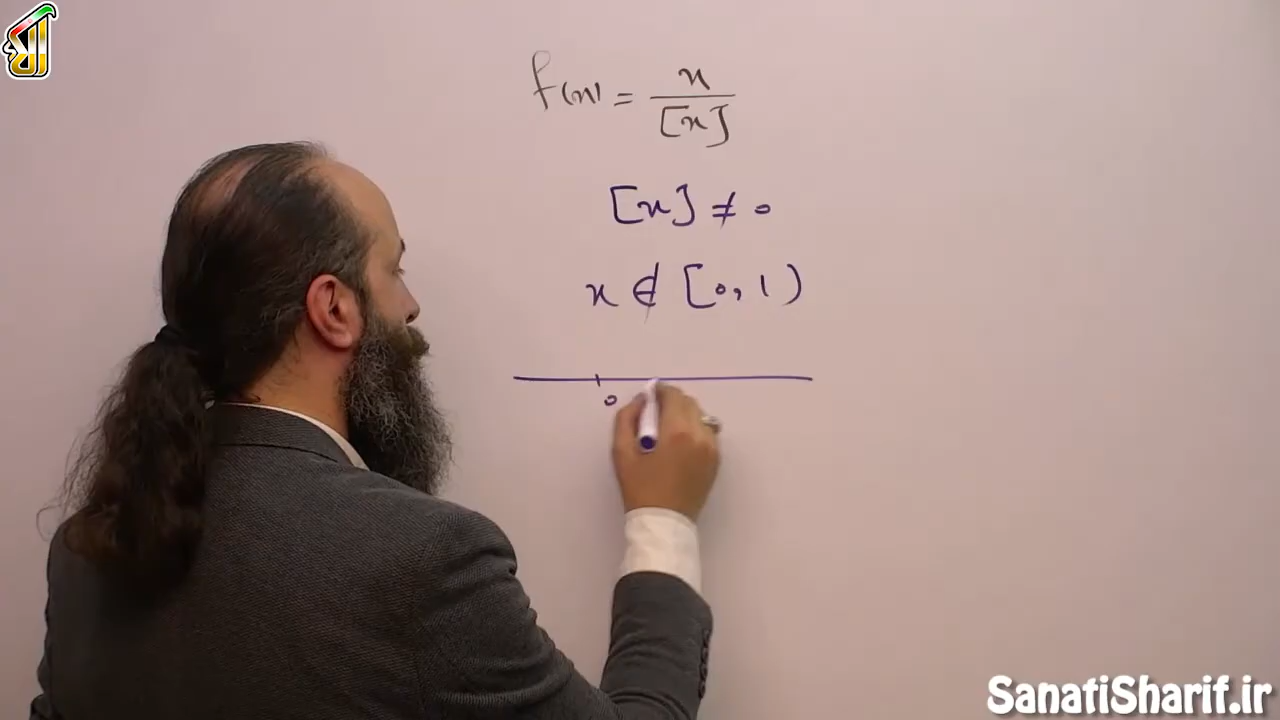 f(x) = x / [x]
[x] ≠ 0
x ∉ [0, 1)
0
SanatiSharif.ir